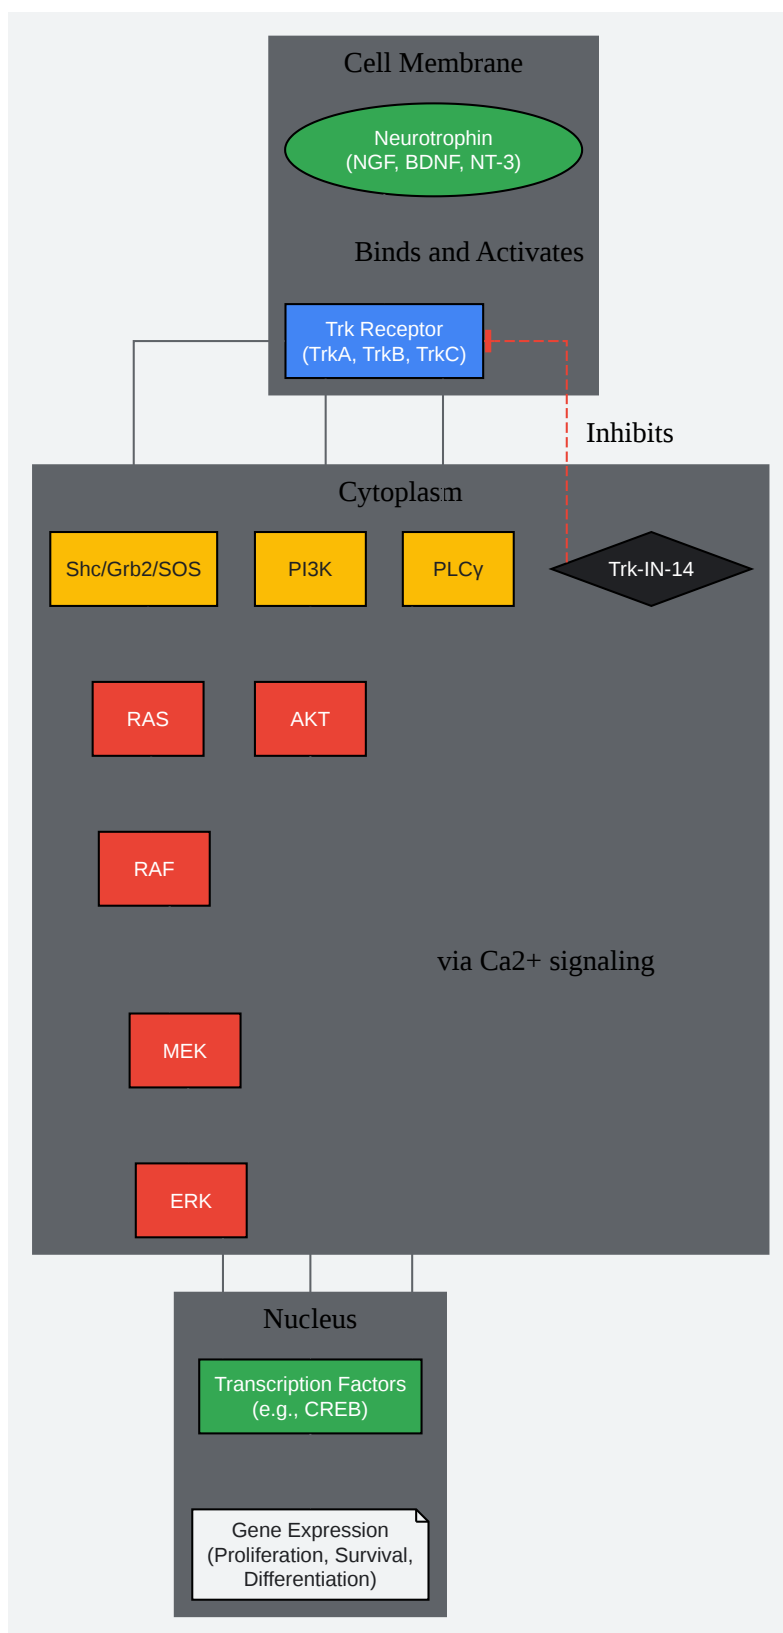 Cell Membrane
Neurotrophin
(NGF, BDNF, NT-3)
Binds and Activates
Trk Receptor
(TrkA, TrkB, TrkC)
Inhibits
Cytoplasm
Shc/Grb2/SOS
PI3K
PLCγ
Trk-IN-14
RAS
AKT
RAF
via Ca2+ signaling
MEK
ERK
Nucleus
Transcription Factors
(e.g., CREB)
Gene Expression
(Proliferation, Survival,
Differentiation)